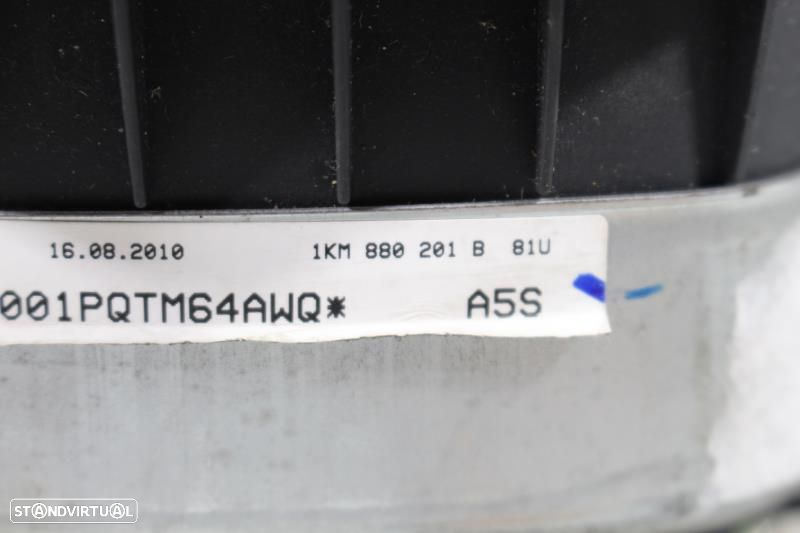 16.08.2010 1KM 880 201 B 81U
001PQTM64AWQ* A5S
STANDVIRTUAL